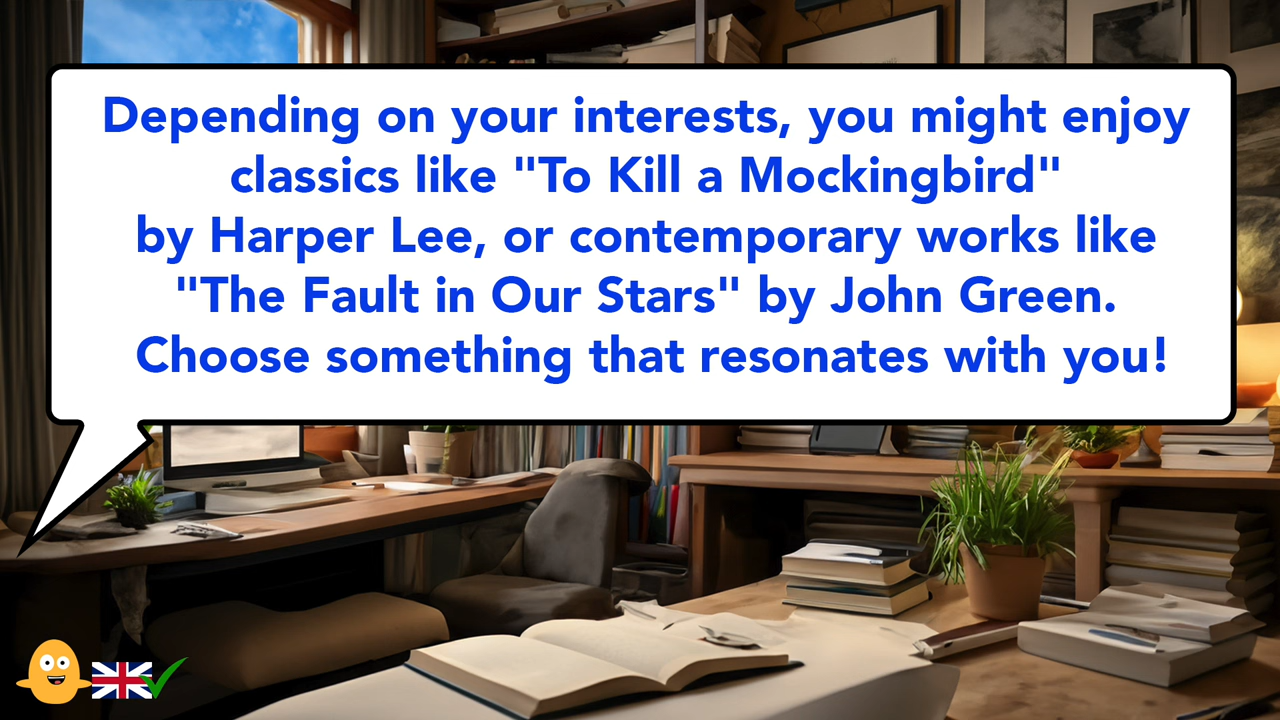 Depending on your interests, you might enjoy
classics like "To Kill a Mockingbird"
by Harper Lee, or contemporary works like
"The Fault in Our Stars" by John Green.
Choose something that resonates with you!